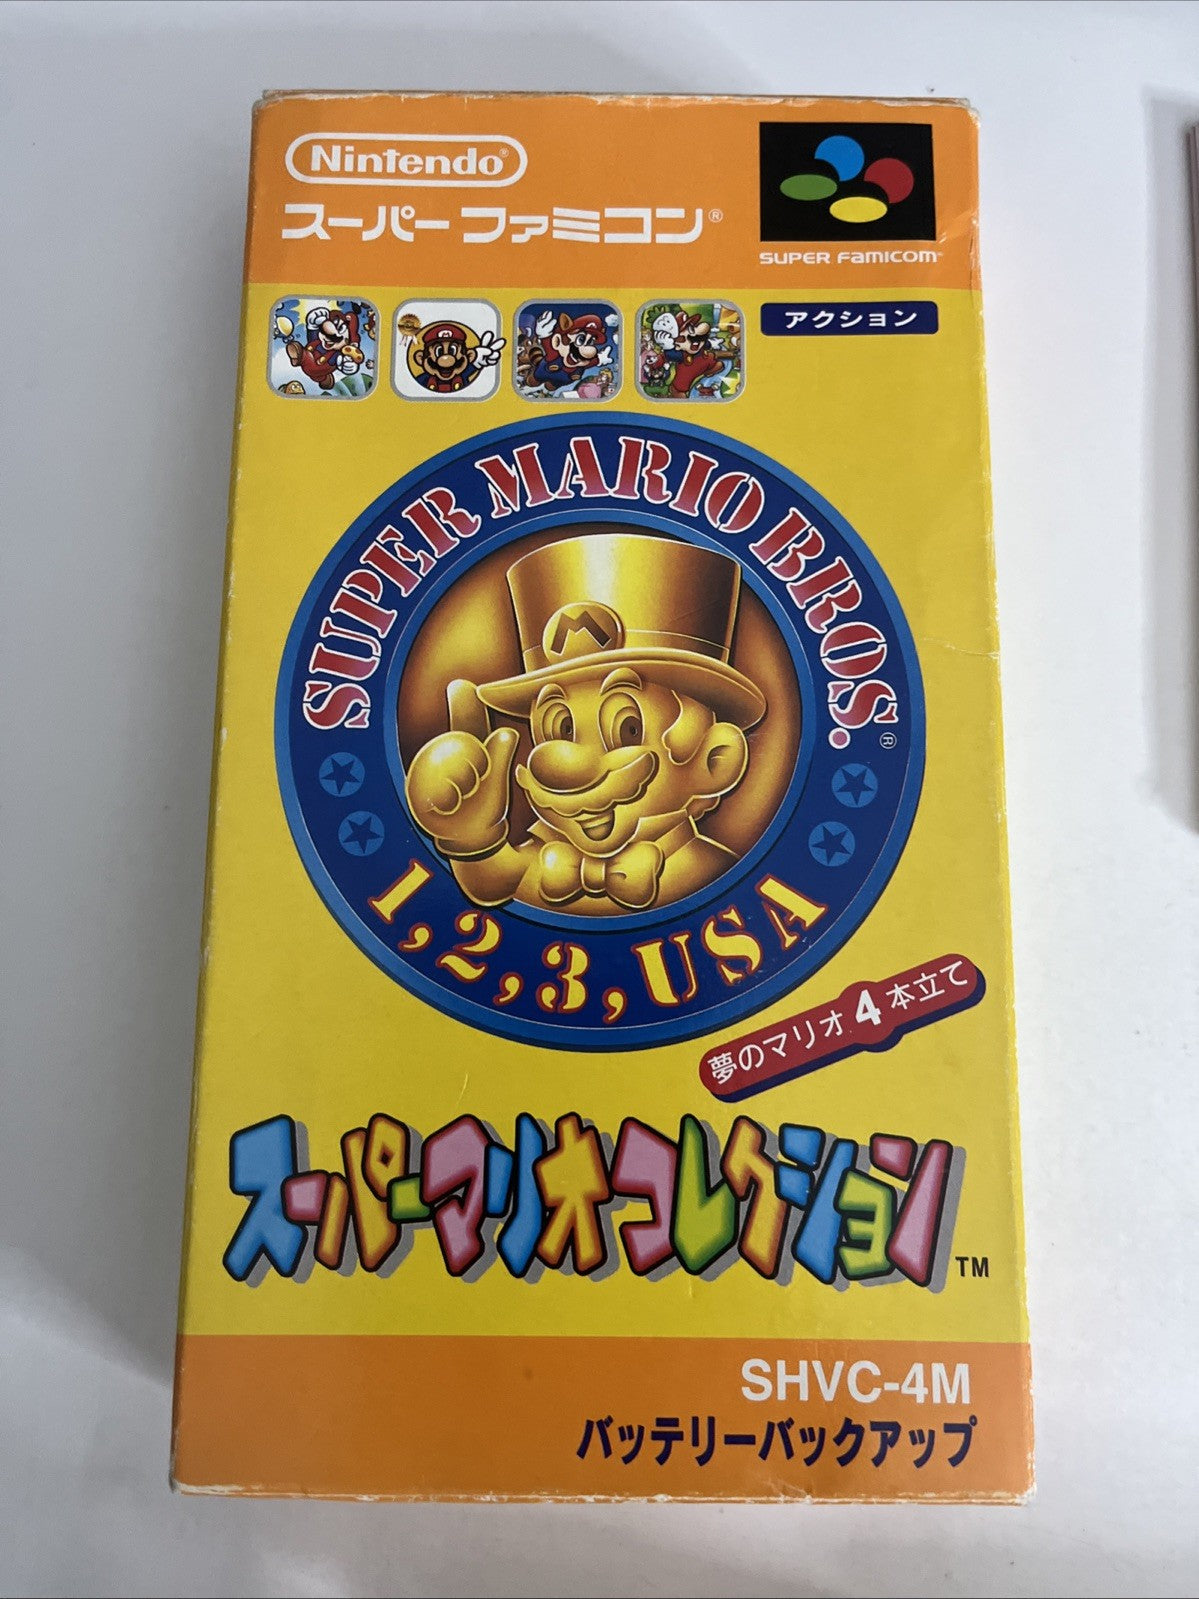 Nintendo®
スーパーファミコン®
SUPER FAMICOM™
アクション
SUPER MARIO BROS.®
M
1,2,3,USA
夢のマリオ4本立て
スーパーマリオコレクション™
SHVC-4M
バッテリーバックアップ